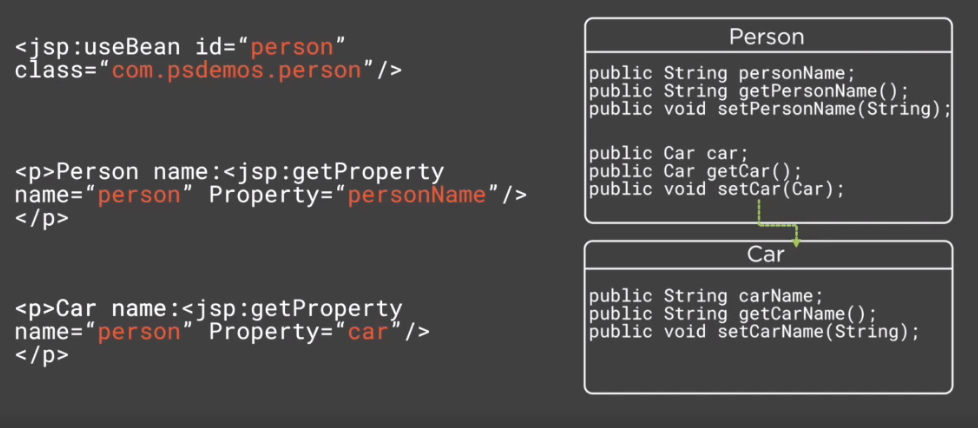 <jsp:useBean id=“person”
class=“com.psdemos.person”/>
<p>Person name:<jsp:getProperty
name=“person” Property=“personName”/>
</p>
<p>Car name:<jsp:getProperty
name=“person” Property=“car”/>
</p>
Person
public String personName;
public String getPersonName();
public void setPersonName(String);
public Car car;
public Car getCar();
public void setCar(Car);
Car
public String carName;
public String getCarName();
public void setCarName(String);